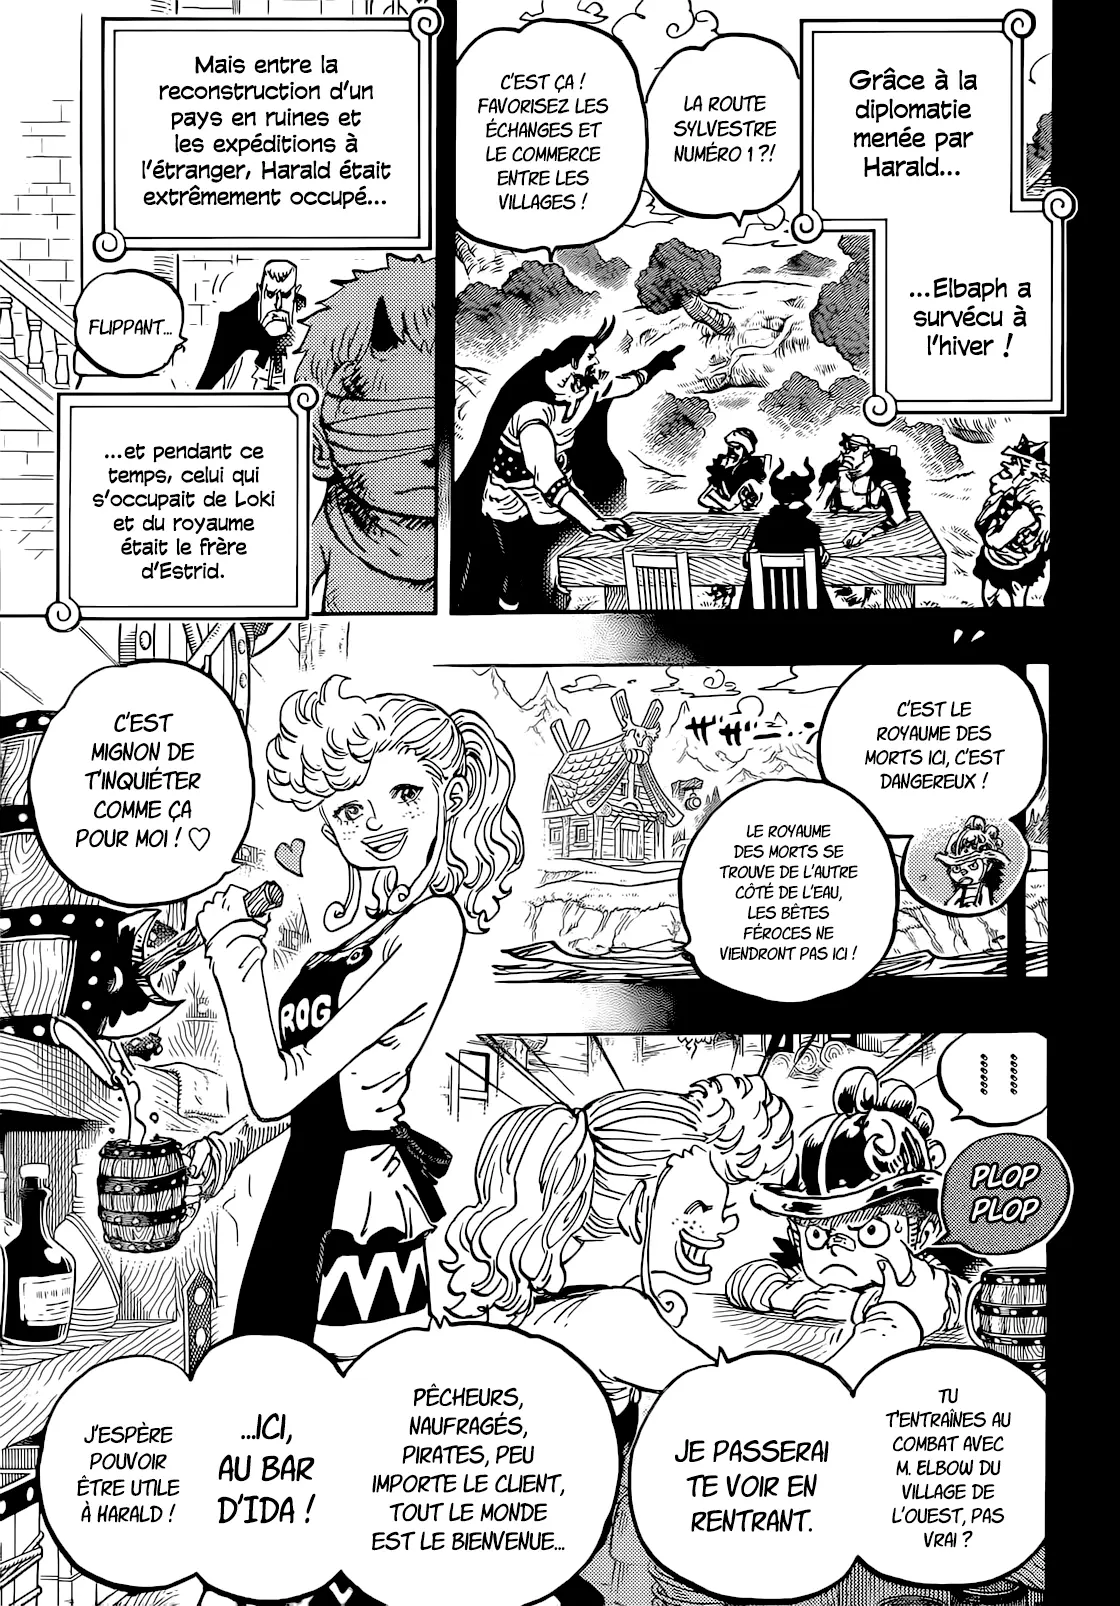 Grâce à la
diplomatie
menée par
Harald...
...Elbaph a
survécu à
l'hiver !
LA ROUTE
SYLVESTRE
NUMÉRO 1 ?!
C'EST ÇA !
FAVORISEZ LES
ÉCHANGES ET
LE COMMERCE
ENTRE LES
VILLAGES !
Mais entre la
reconstruction d'un
pays en ruines et
les expéditions à
l'étranger, Harald était
extrêmement occupé...
FLIPPANT...
...et pendant ce
temps, celui qui
s'occupait de Loki
et du royaume
était le frère
d'Estrid.
C'EST LE
ROYAUME DES
MORTS ICI, C'EST
DANGEREUX !
LE ROYAUME
DES MORTS SE
TROUVE DE L'AUTRE
CÔTÉ DE L'EAU,
LES BÊTES
FÉROCES NE
VIENDRONT PAS ICI !
C'EST
MIGNON DE
T'INQUIÉTER
COMME ÇA
POUR MOI ! ♡
ROG
PLOP
PLOP
TU
T'ENTRAÎNES AU
COMBAT AVEC
M. ELBOW DU
VILLAGE DE
L'OUEST, PAS
VRAI ?
JE PASSERAI
TE VOIR EN
RENTRANT.
PÊCHEURS,
NAUFRAGÉS,
PIRATES, PEU
IMPORTE LE CLIENT,
TOUT LE MONDE
EST LE BIENVENUE...
...ICI,
AU BAR
D'IDA !
J'ESPÈRE
POUVOIR
ÊTRE UTILE
À HARALD !